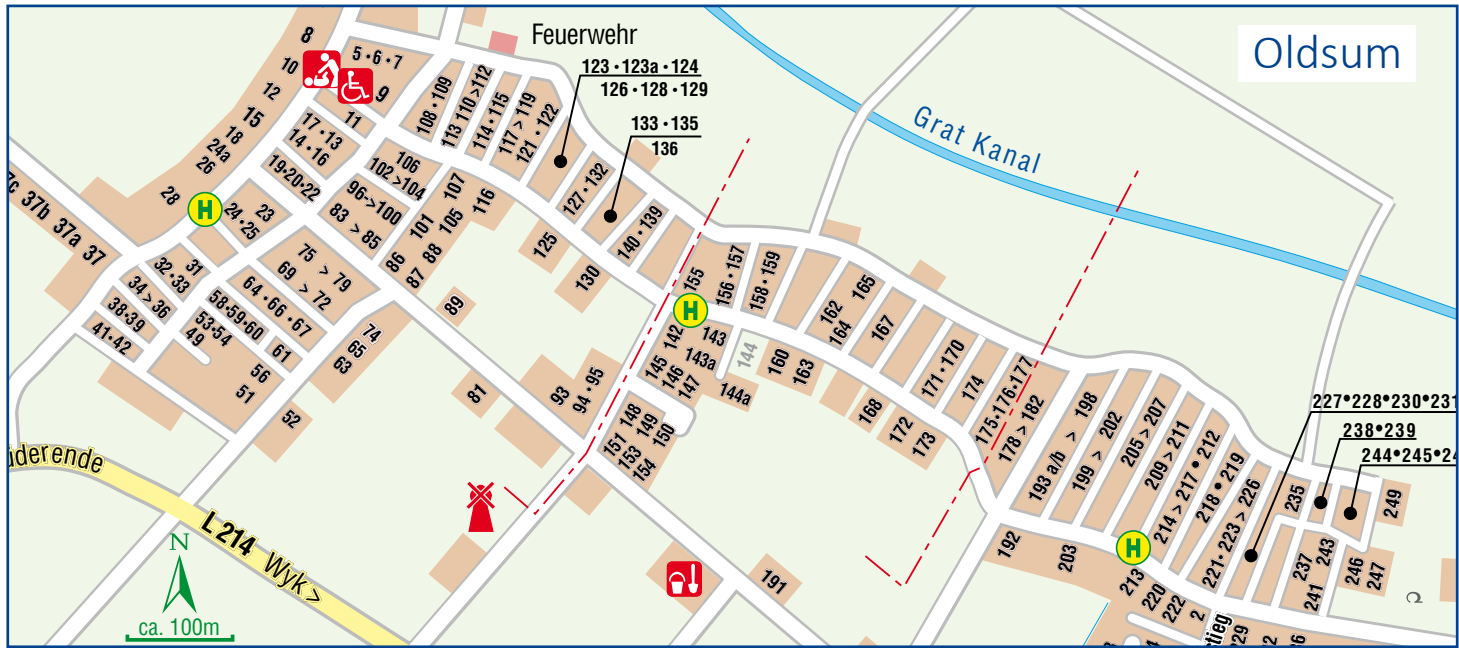 Oldsum
Feuerwehr
123 · 123a · 124
126 · 128 · 129
133 · 135
136
Grat Kanal
8
10
12
15
18
24a
26
28
5 · 6 · 7
9
11
17 · 13
14 · 16
19 · 20 · 22
23
24 · 25
H
37b 37a 37
31
32 · 33
34 > 36
38 · 39
41 · 42
108 · 109
113 110 > 112
114 · 115
117 > 119
121 · 122
106
102 > 104
96 -> 100
83 > 85
101
107
105
116
86
87
88
89
75 > 79
69 > 72
64 · 66 · 67
58 · 59 · 60
53 · 54
49
61
56
51
52
74
65
63
127 · 132
140 · 139
125
130
81
93
94 · 95
155
156 · 157
158 · 159
H
142
143
143a
144
144a
145
146
147
148
149
150
151
153
154
160
163
162
164
165
167
168
172
173
171 · 170
174
175 · 176 · 177
178 > 182
193 a/b > 198
199 > 202
205 > 207
209 > 211
214 > 217 • 212
218 • 219
221 · 223 > 226
227•228•230•231
238•239
235
249
237
241
243
246
247
192
203
H
213
220
222
2
191
L 214 Wyk >
N
ca. 100m